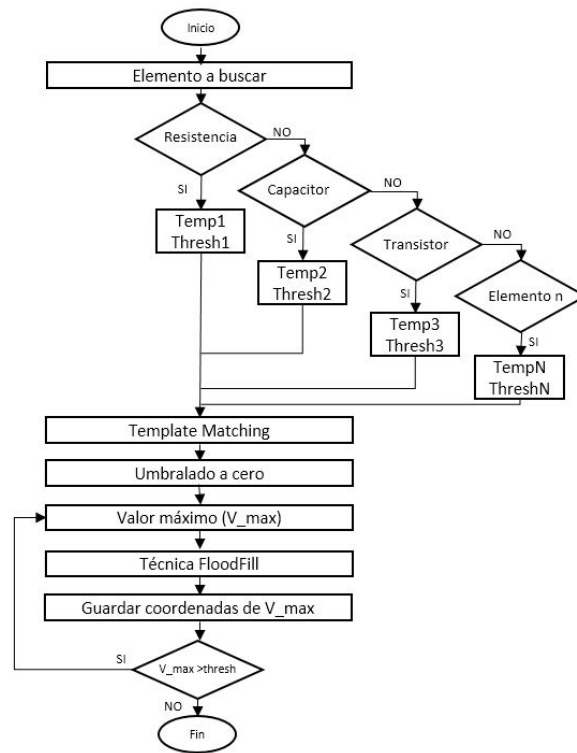 Inicio
Elemento a buscar
Resistencia
NO
SI
Capacitor
NO
Temp1
Thresh1
SI
Transistor
NO
Temp2
Thresh2
SI
Elemento n
Temp3
Thresh3
SI
TempN
ThreshN
Template Matching
Umbralado a cero
Valor máximo (V_max)
Técnica FloodFill
Guardar coordenadas de V_max
SI
V_max >thresh
NO
Fin